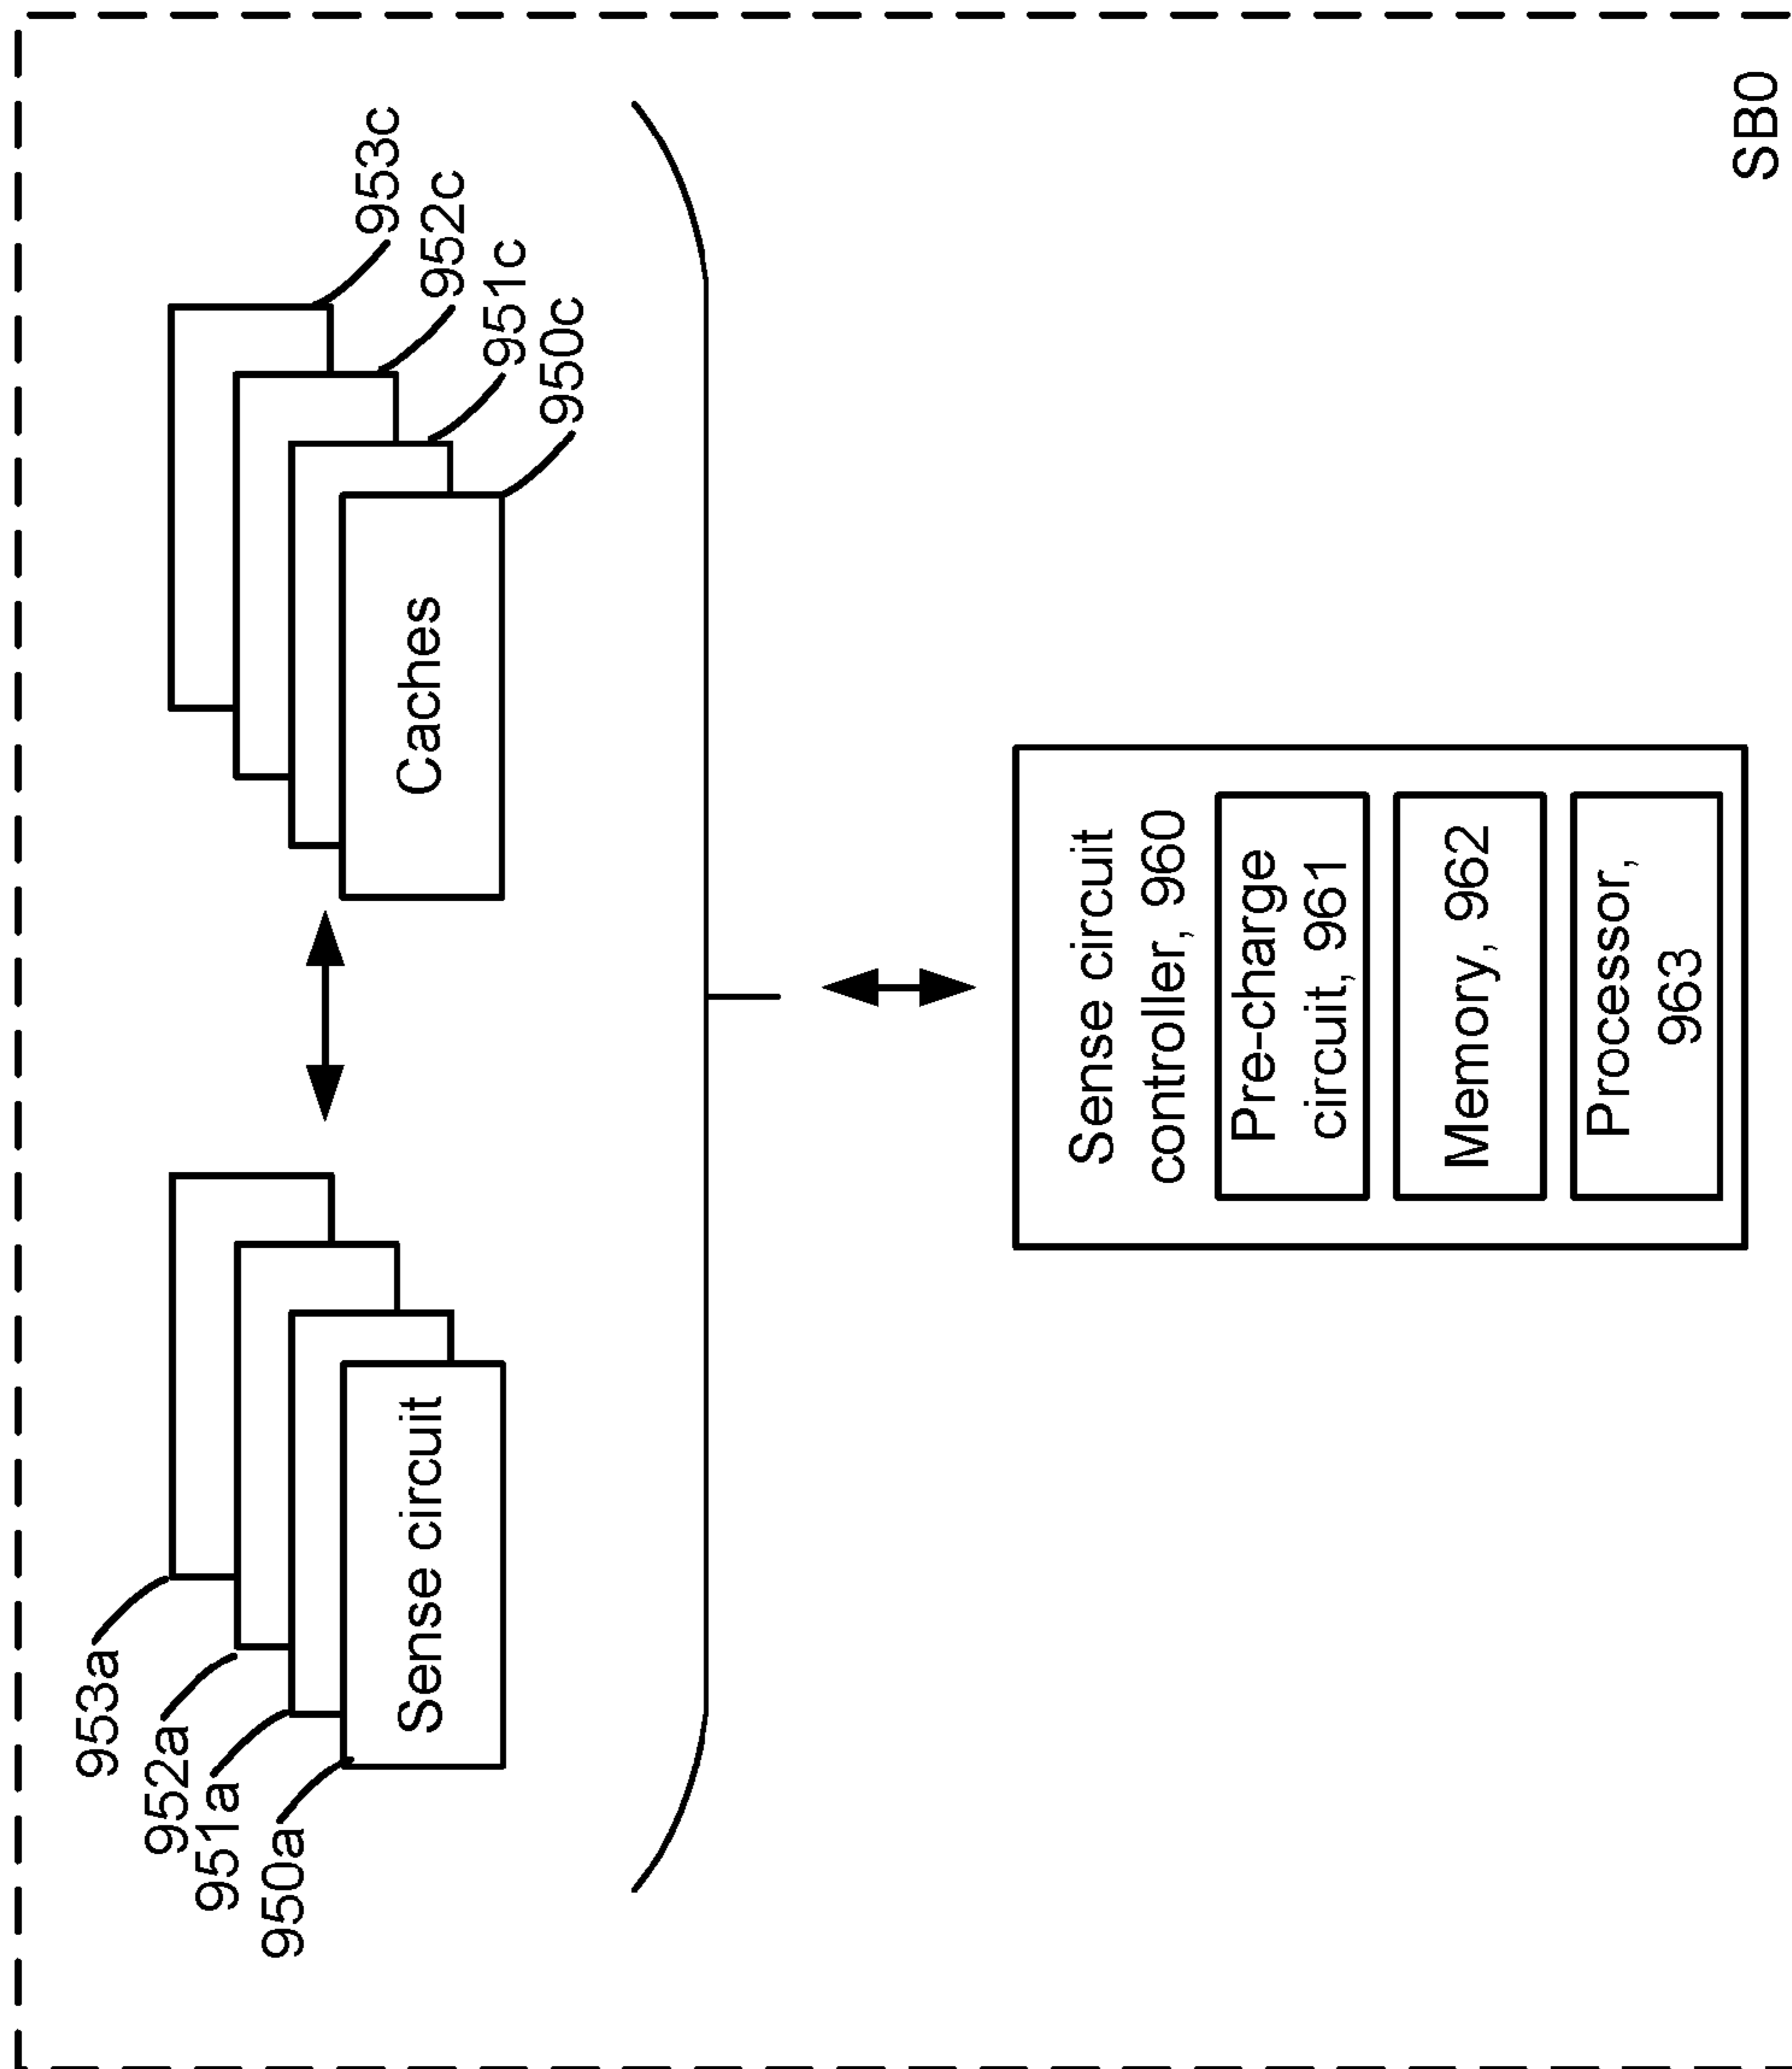 953a
952a
951a
950a
Sense circuit
953c
952c
951c
950c
Caches
Sense circuit
controller, 960
Pre-charge
circuit, 961
Memory, 962
Processor,
963
SB0